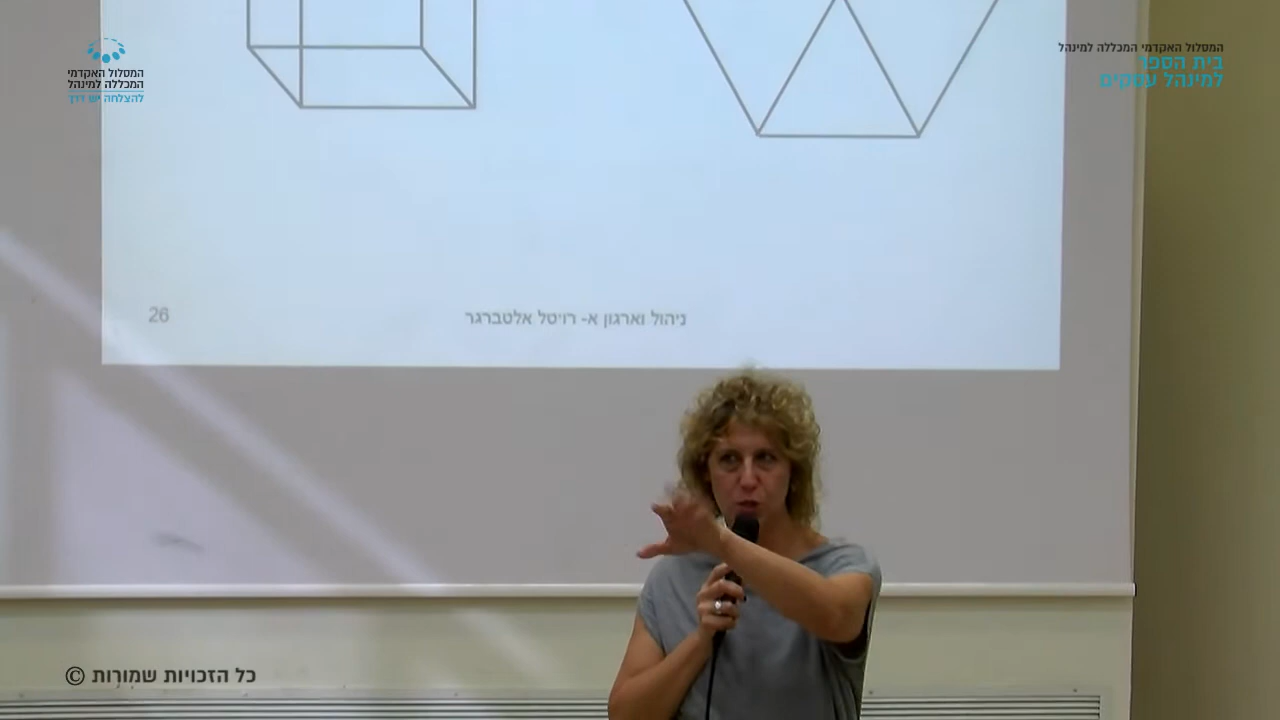 המסלול האקדמי המכללה למינהל
בית הספר
למינהל עסקים
המסלול האקדמי
המכללה למינהל
להצלחה יש דרך
ניהול וארגון א- רויטל אלטברגר
26
כל הזכויות שמורות ©